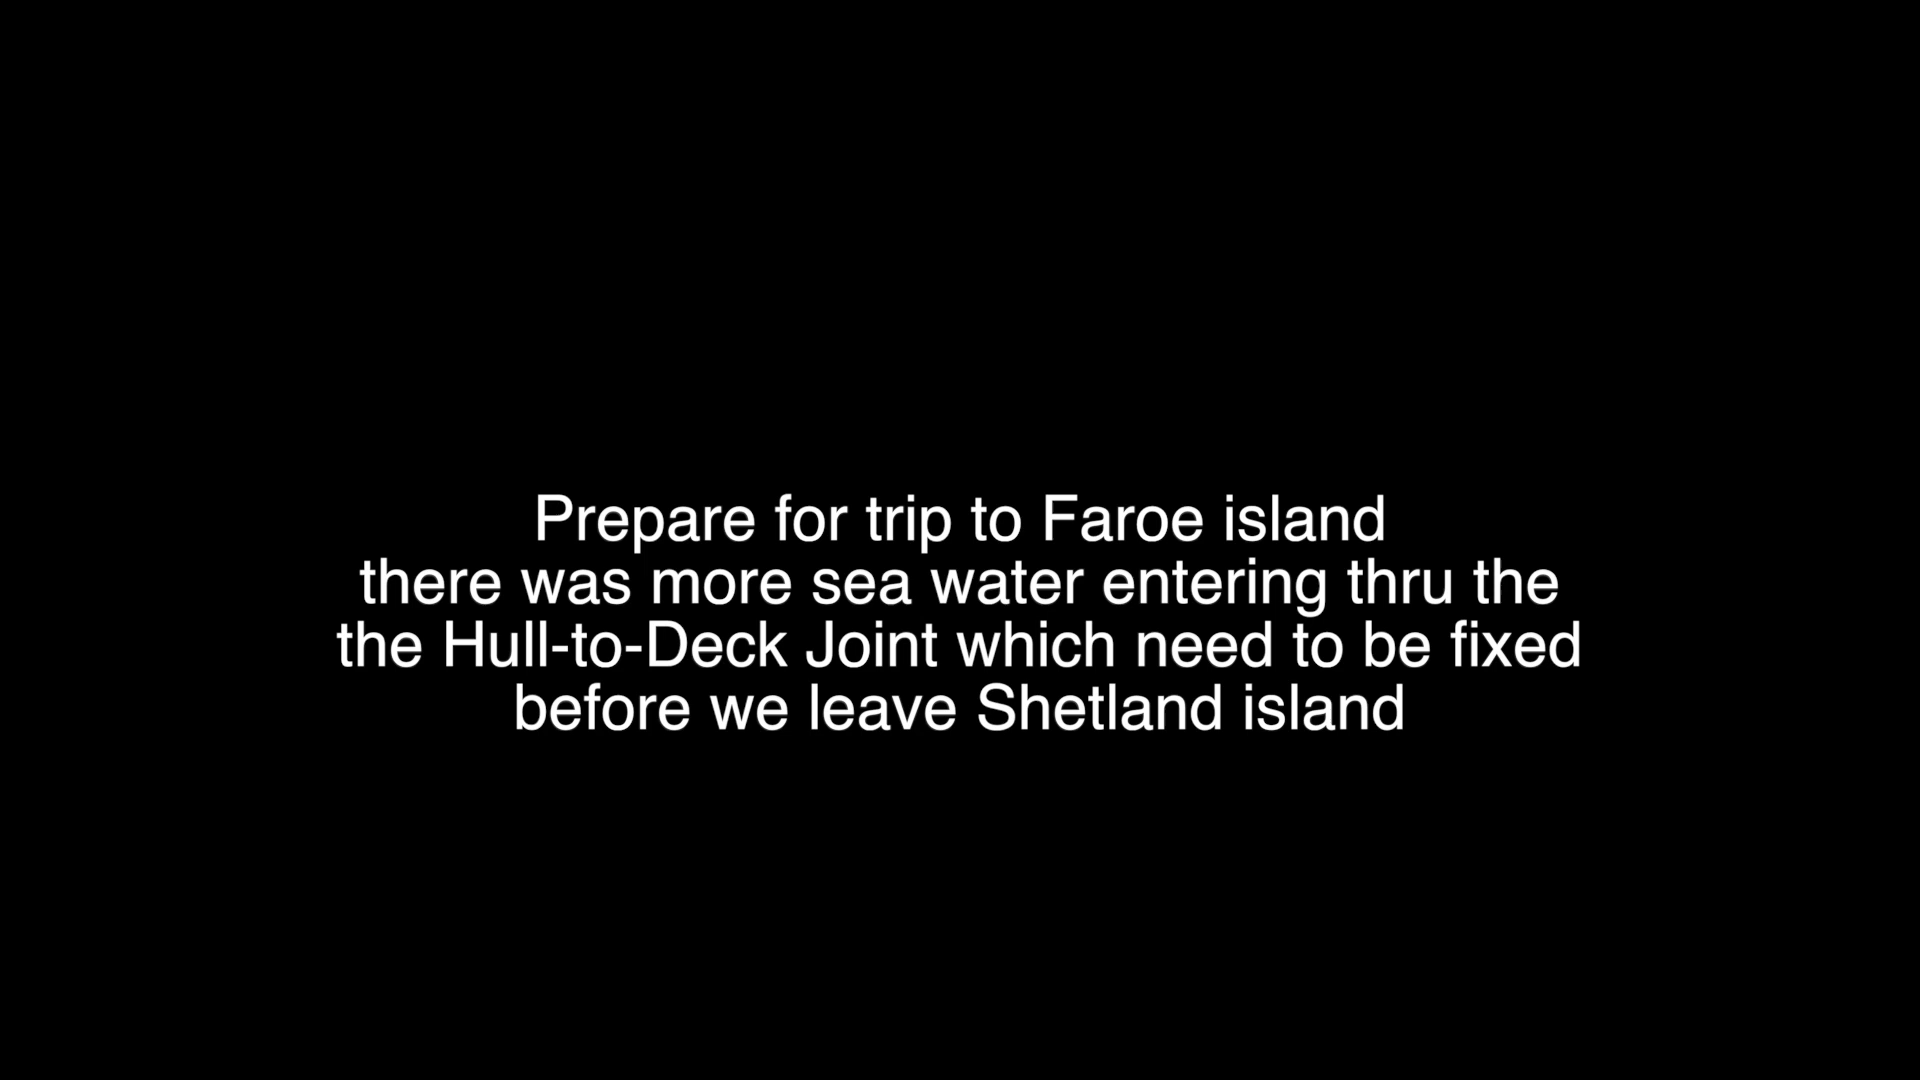 Prepare for trip to Faroe island
there was more sea water entering thru the
the Hull-to-Deck Joint which need to be fixed
before we leave Shetland island